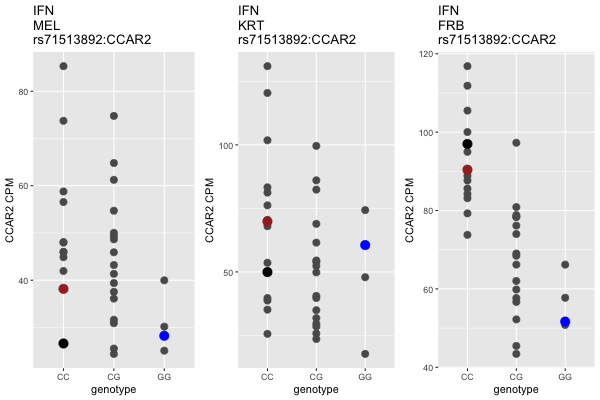 IFN
MEL
rs71513892:CCAR2
80
60
40
CCAR2 CPM
CC
CG
GG
genotype
IFN
KRT
rs71513892:CCAR2
100
50
CCAR2 CPM
CC
CG
GG
genotype
IFN
FRB
rs71513892:CCAR2
120
100
80
60
40
CCAR2 CPM
CC
CG
GG
genotype